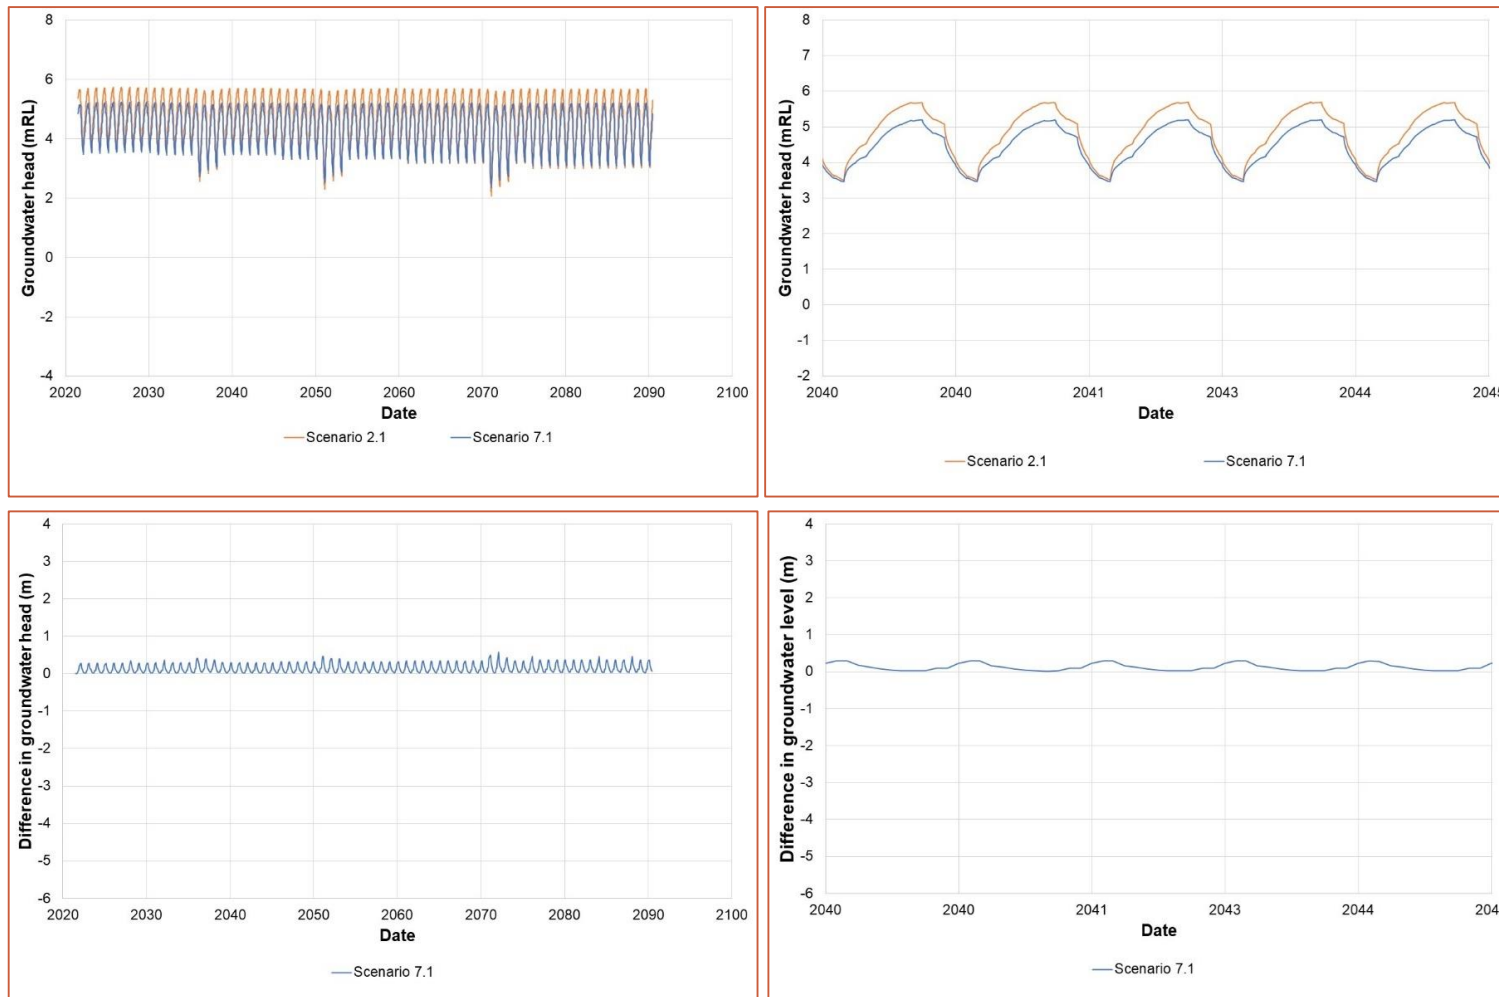 8
6
4
2
0
-2
-4
Groundwater head (mRL)
2020 2030 2040 2050 2060 2070 2080 2090 2100
Date
Scenario 2.1 Scenario 7.1
8
7
6
5
4
3
2
1
0
-1
-2
Groundwater head (mRL)
2040 2040 2041 2043 2044 2045
Date
Scenario 2.1 Scenario 7.1
4
3
2
1
0
-1
-2
-3
-4
-5
-6
Difference in groundwater head (m)
2020 2030 2040 2050 2060 2070 2080 2090 2100
Date
Scenario 7.1
4
3
2
1
0
-1
-2
-3
-4
-5
-6
Difference in groundwater level (m)
2040 2040 2041 2043 2044 204
Date
Scenario 7.1